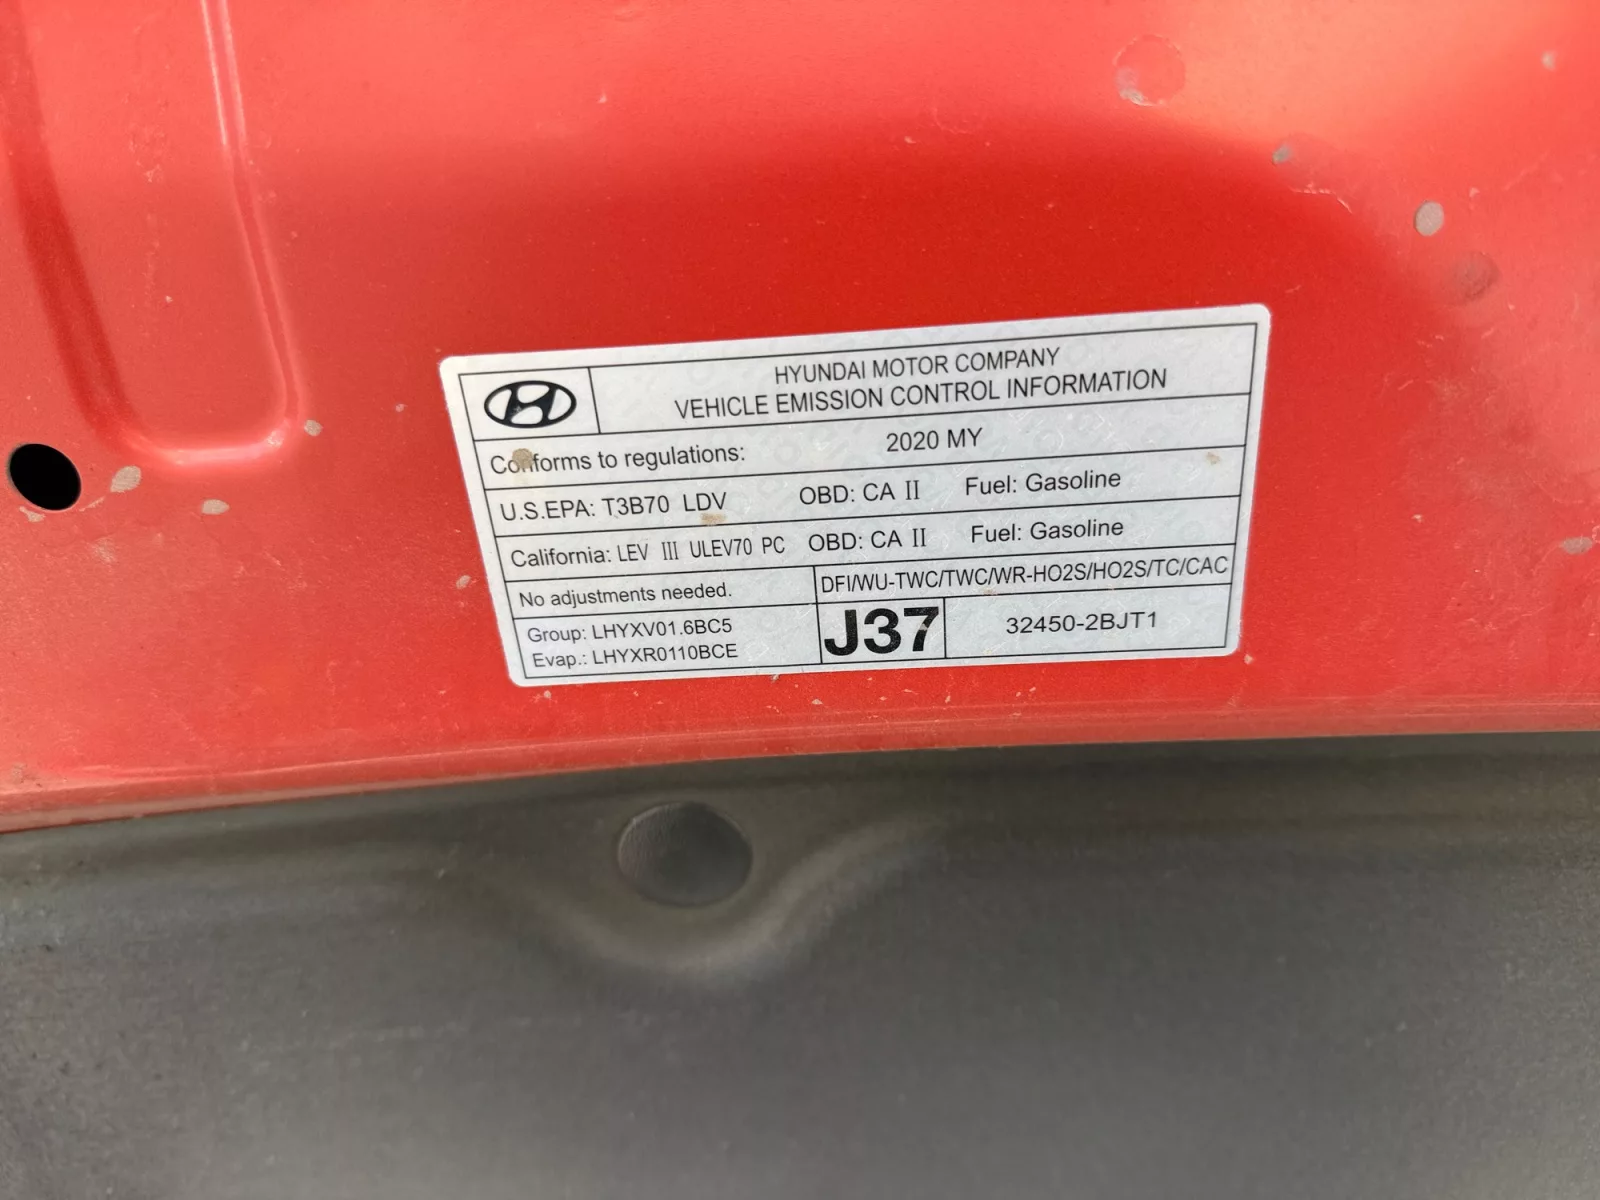 HYUNDAI MOTOR COMPANY
VEHICLE EMISSION CONTROL INFORMATION
Conforms to regulations: 2020 MY
U.S.EPA: T3B70 LDV OBD: CA II Fuel: Gasoline
California: LEV III ULEV70 PC OBD: CA II Fuel: Gasoline
No adjustments needed. DFI/WU-TWC/TWC/WR-HO2S/HO2S/TC/CAC
Group: LHYXV01.6BC5
Evap.: LHYXR0110BCE
J37 32450-2BJT1